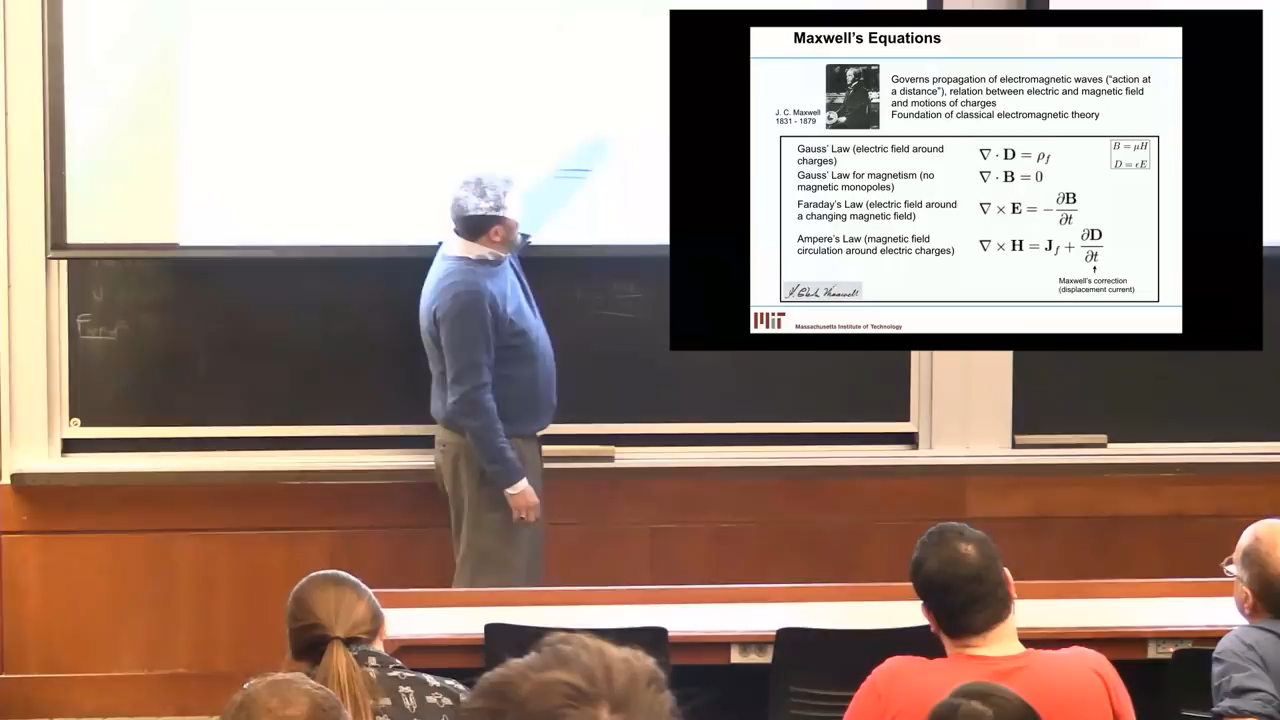 Maxwell's Equations
Governs propagation of electromagnetic waves ("action at
a distance"), relation between electric and magnetic field
and motions of charges
Foundation of classical electromagnetic theory
J. C. Maxwell
1831 - 1879
Gauss' Law (electric field around
charges)
∇ · D = ρf
B = μH
D = ϵE
Gauss' Law for magnetism (no
magnetic monopoles)
∇ · B = 0
Faraday's Law (electric field around
a changing magnetic field)
∇ × E = −∂B/∂t
Ampere's Law (magnetic field
circulation around electric charges)
∇ × H = Jf + ∂D/∂t
Maxwell's correction
(displacement current)
MIT
Massachusetts Institute of Technology